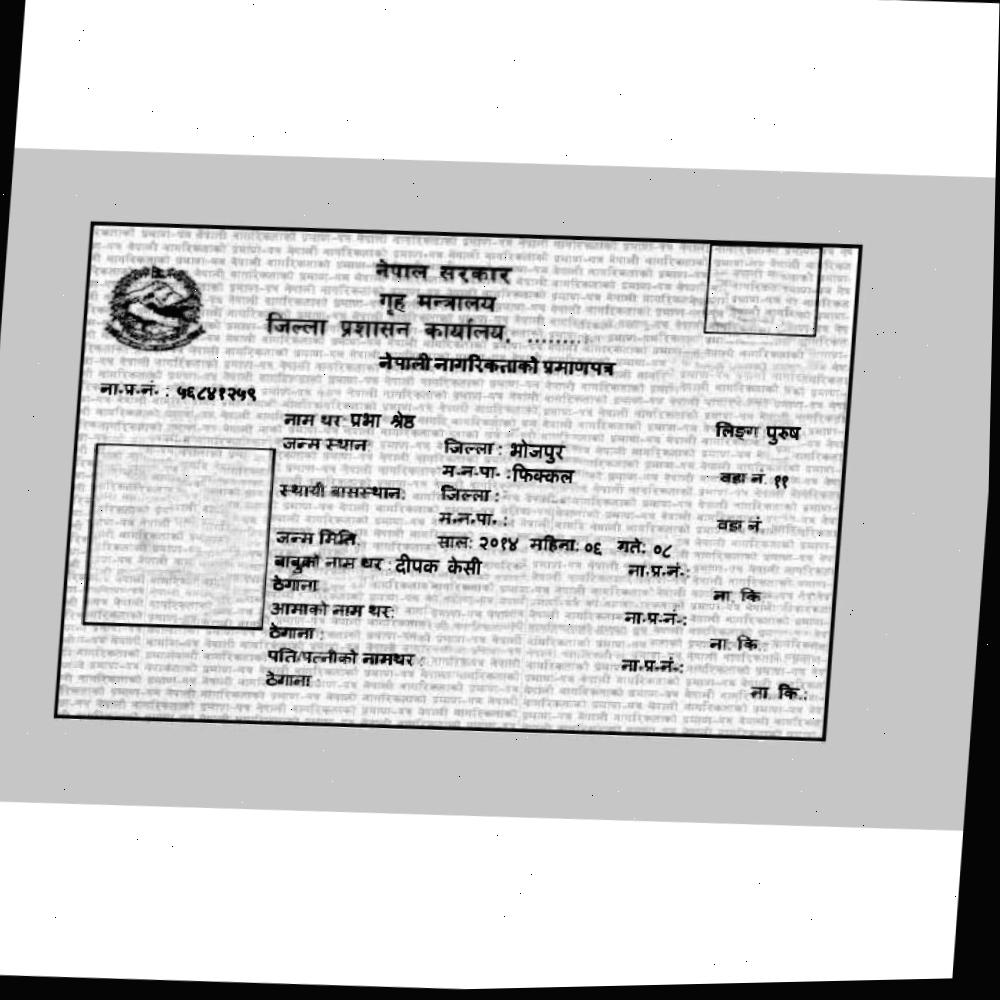 नेपाल सरकार
गृह मन्त्रालय
जिल्ला प्रशासन कार्यालय, .........
नेपाली नागरिकताको प्रमाणपत्र
ना.प्र.नं. : ५६८४१२५९
नाम थर प्रभा श्रेष्ठ लिङ्ग पुरुष
जन्म स्थान जिल्ला : भोजपुर
म.न.पा. :फिक्कल वडा नं. ११
स्थायी बासस्थान: जिल्ला :
म.न.पा. : वडा नं.
जन्म मिति साल: २०१४ महिना: ०६ गते: ०८
बाबुको नाम थर : दीपक केसी ना.प्र.नं.:
ठेगाना ना. कि
आमाको नाम थर: ना.प्र.नं.:
ठेगाना : ना. कि.:
पति/पत्नीको नामथर : ना.प्र.नं.:
ठेगाना ना. कि.: